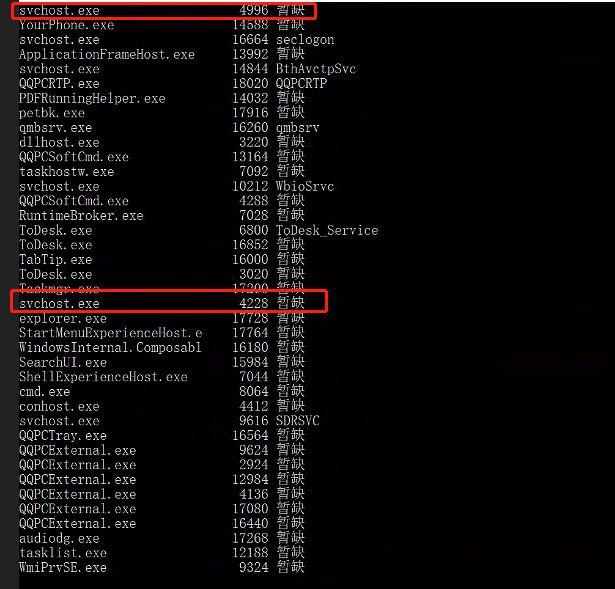 svchost.exe 4996 暂缺
YourPhone.exe 14588 暂缺
svchost.exe 16664 seclogon
ApplicationFrameHost.exe 13992 暂缺
svchost.exe 14844 BthAvctpSvc
QQPCRTP.exe 18020 QQPCRTP
PDFRunningHelper.exe 14032 暂缺
petbk.exe 17916 暂缺
qmbsrv.exe 16260 qmbsrv
dllhost.exe 3220 暂缺
QQPCSoftCmd.exe 13164 暂缺
taskhostw.exe 7092 暂缺
svchost.exe 10212 WbioSrvc
QQPCSoftCmd.exe 4288 暂缺
RuntimeBroker.exe 7028 暂缺
ToDesk.exe 6800 ToDesk_Service
ToDesk.exe 16852 暂缺
TabTip.exe 16000 暂缺
ToDesk.exe 3020 暂缺
Taskmgr.exe 17200 暂缺
svchost.exe 4228 暂缺
explorer.exe 17728 暂缺
StartMenuExperienceHost.e 17764 暂缺
WindowsInternal.Composabl 16180 暂缺
SearchUI.exe 15984 暂缺
ShellExperienceHost.exe 7044 暂缺
cmd.exe 8064 暂缺
conhost.exe 4412 暂缺
svchost.exe 9616 SDRSVC
QQPCTray.exe 16564 暂缺
QQPCExternal.exe 9624 暂缺
QQPCExternal.exe 2924 暂缺
QQPCExternal.exe 12984 暂缺
QQPCExternal.exe 4136 暂缺
QQPCExternal.exe 17080 暂缺
QQPCExternal.exe 16440 暂缺
audiodg.exe 17268 暂缺
tasklist.exe 12188 暂缺
WmiPrvSE.exe 9324 暂缺